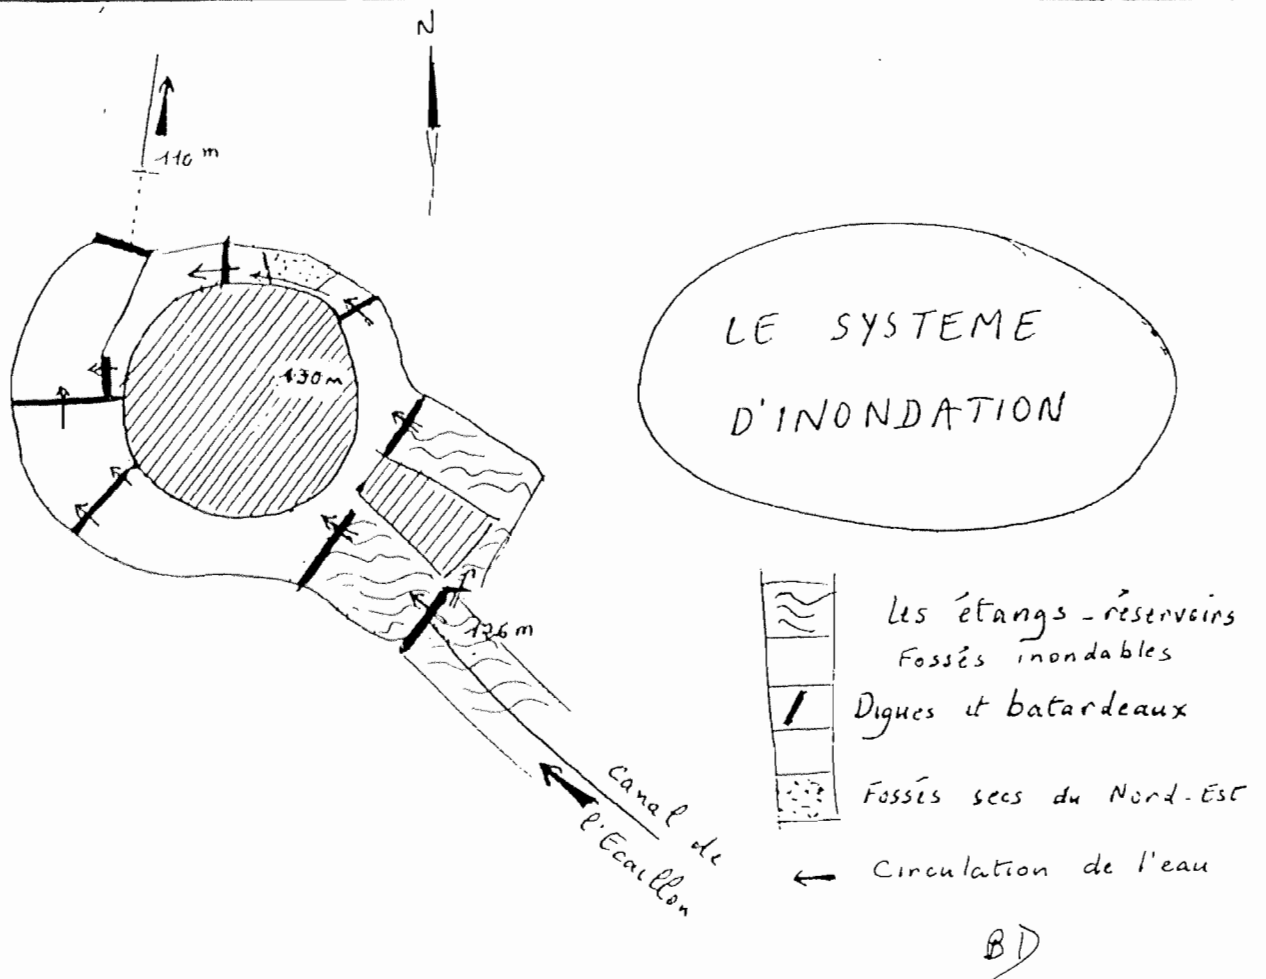 N
110 m
130m
126 m
Canal de
l'Ecaillon
LE SYSTEME
D'INONDATION
Les étangs-réservoirs
Fossés inondables
Digues et batardeaux
Fossés secs du Nord-Est
Circulation de l'eau
BD